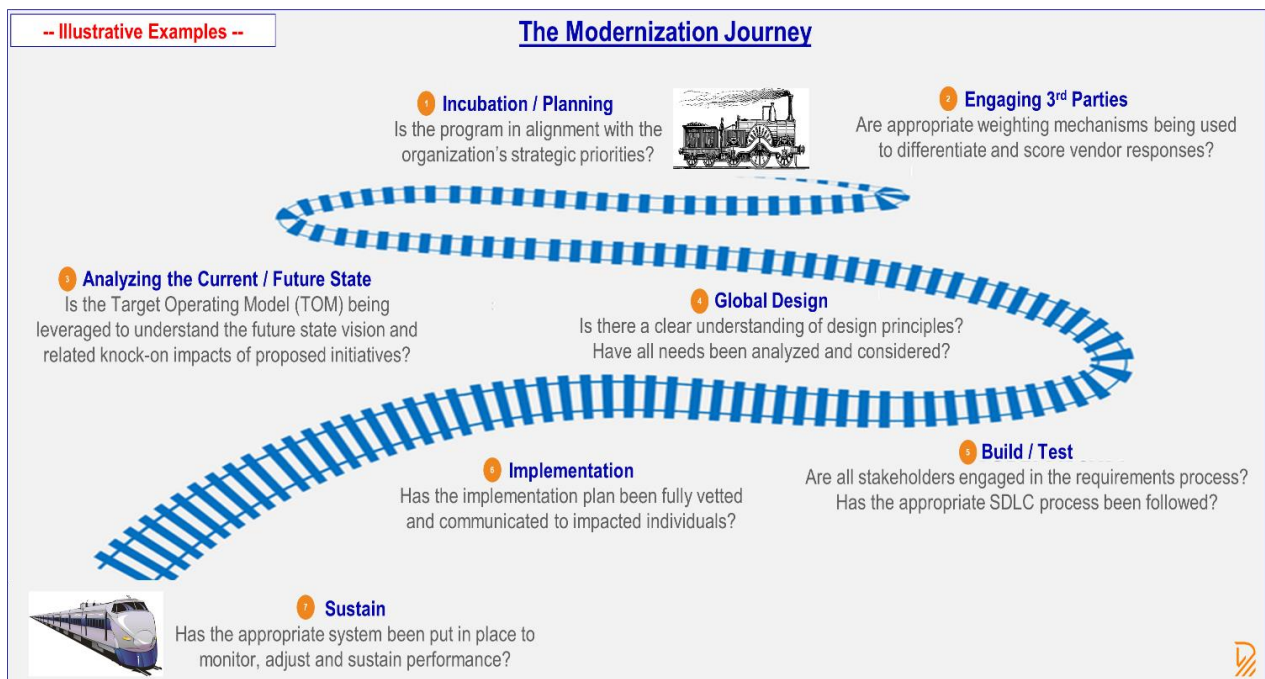 -- Illustrative Examples --
The Modernization Journey
1 Incubation / Planning
Is the program in alignment with the
organization's strategic priorities?
2 Engaging 3rd Parties
Are appropriate weighting mechanisms being used
to differentiate and score vendor responses?
3 Analyzing the Current / Future State
Is the Target Operating Model (TOM) being
leveraged to understand the future state vision and
related knock-on impacts of proposed initiatives?
4 Global Design
Is there a clear understanding of design principles?
Have all needs been analyzed and considered?
5 Build / Test
Are all stakeholders engaged in the requirements process?
Has the appropriate SDLC process been followed?
6 Implementation
Has the implementation plan been fully vetted
and communicated to impacted individuals?
7 Sustain
Has the appropriate system been put in place to
monitor, adjust and sustain performance?